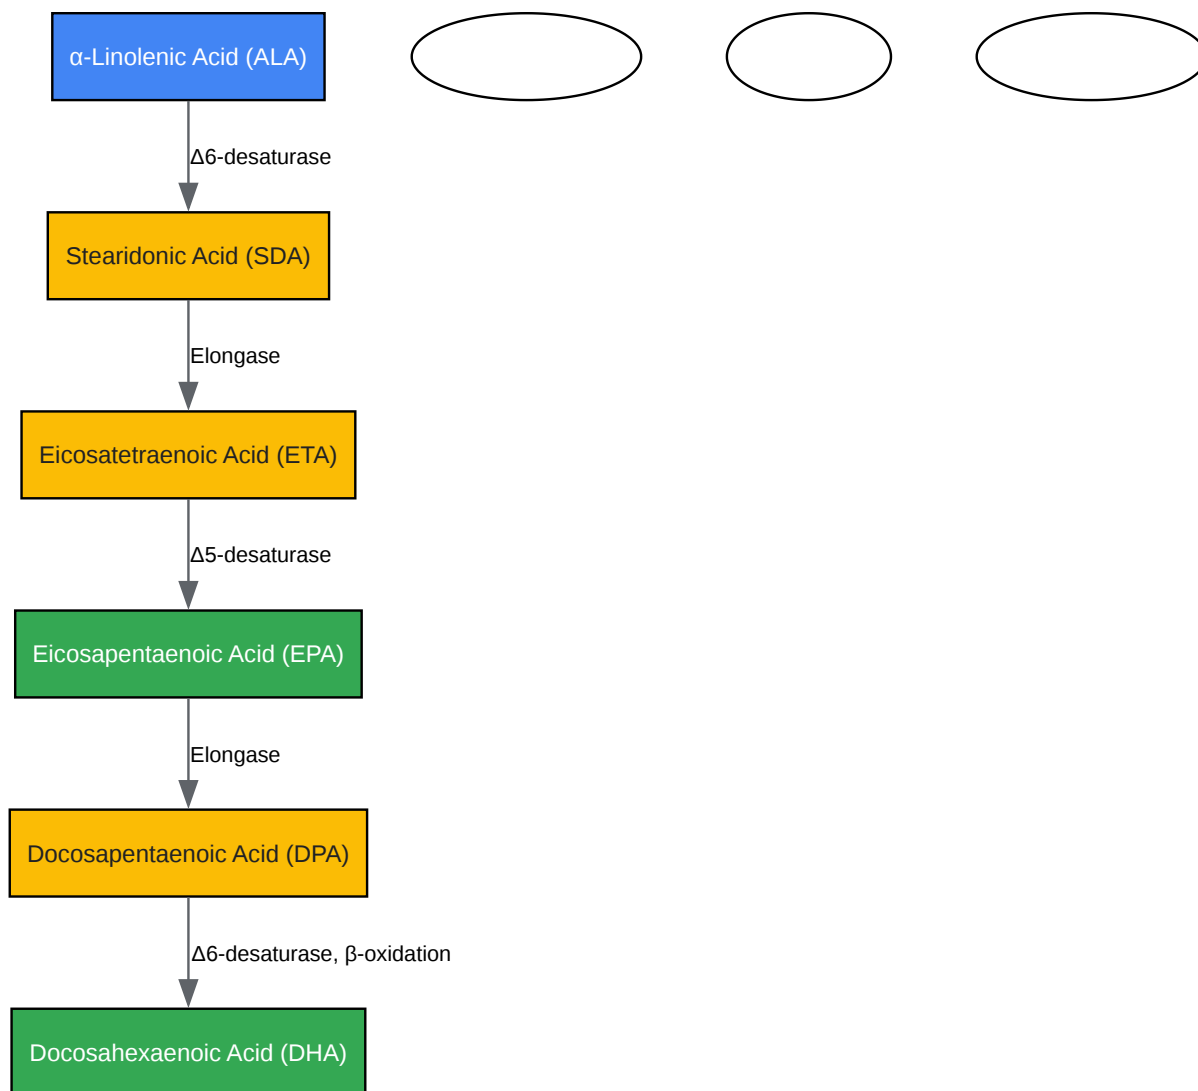 α-Linolenic Acid (ALA)
Δ6-desaturase
Stearidonic Acid (SDA)
Elongase
Eicosatetraenoic Acid (ETA)
Δ5-desaturase
Eicosapentaenoic Acid (EPA)
Elongase
Docosapentaenoic Acid (DPA)
Δ6-desaturase, β-oxidation
Docosahexaenoic Acid (DHA)